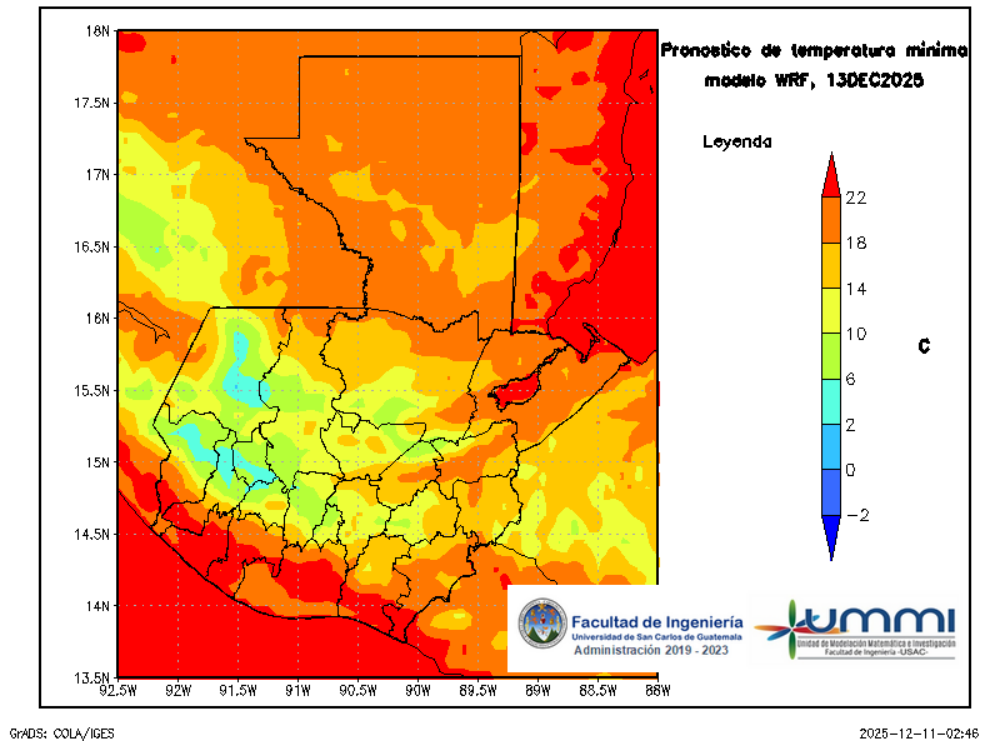 Pronostico de temperatura minima
modelo WRF, 13DEC2025
Leyenda
22
18
14
10
6
2
0
−2
C
18N
17.5N
17N
16.5N
16N
15.5N
15N
14.5N
14N
13.5N
92.5W 92W 91.5W 91W 90.5W 90W 89.5W 89W 88.5W 88W
Facultad de Ingeniería
Universidad de San Carlos de Guatemala
Administración 2019 - 2023
ummi
Unidad de Modelación Matemática e Investigación
Facultad de Ingeniería -USAC-
GrADS: COLA/IGES
2025-12-11-02:46